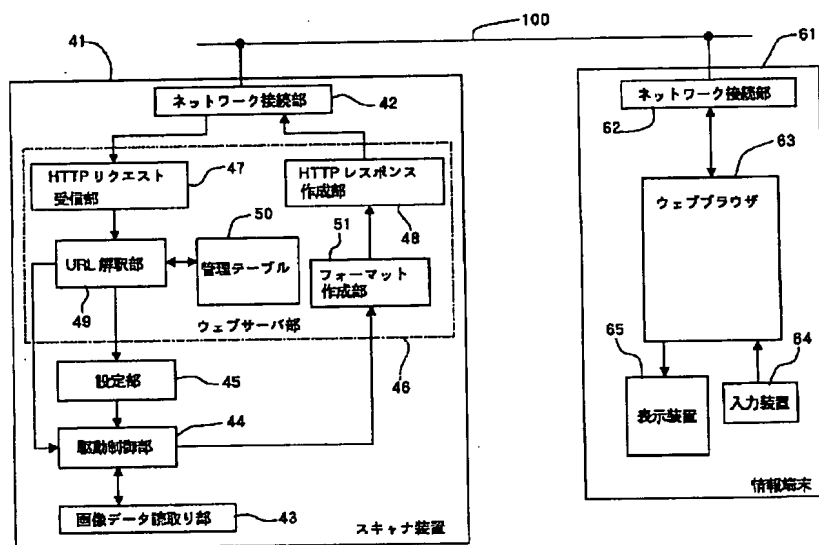 100
41
61
ネットワーク接続部
42
ネットワーク接続部
62
63
HTTPリクエスト
受信部
47
HTTPレスポンス
作成部
48
ウェブブラウザ
50
51
URL解釈部
49
管理テーブル
フォーマット
作成部
ウェブサーバ部
46
65
64
設定部
45
表示装置
入力装置
駆動制御部
44
画像データ読取り部
43
スキャナ装置
情報端末